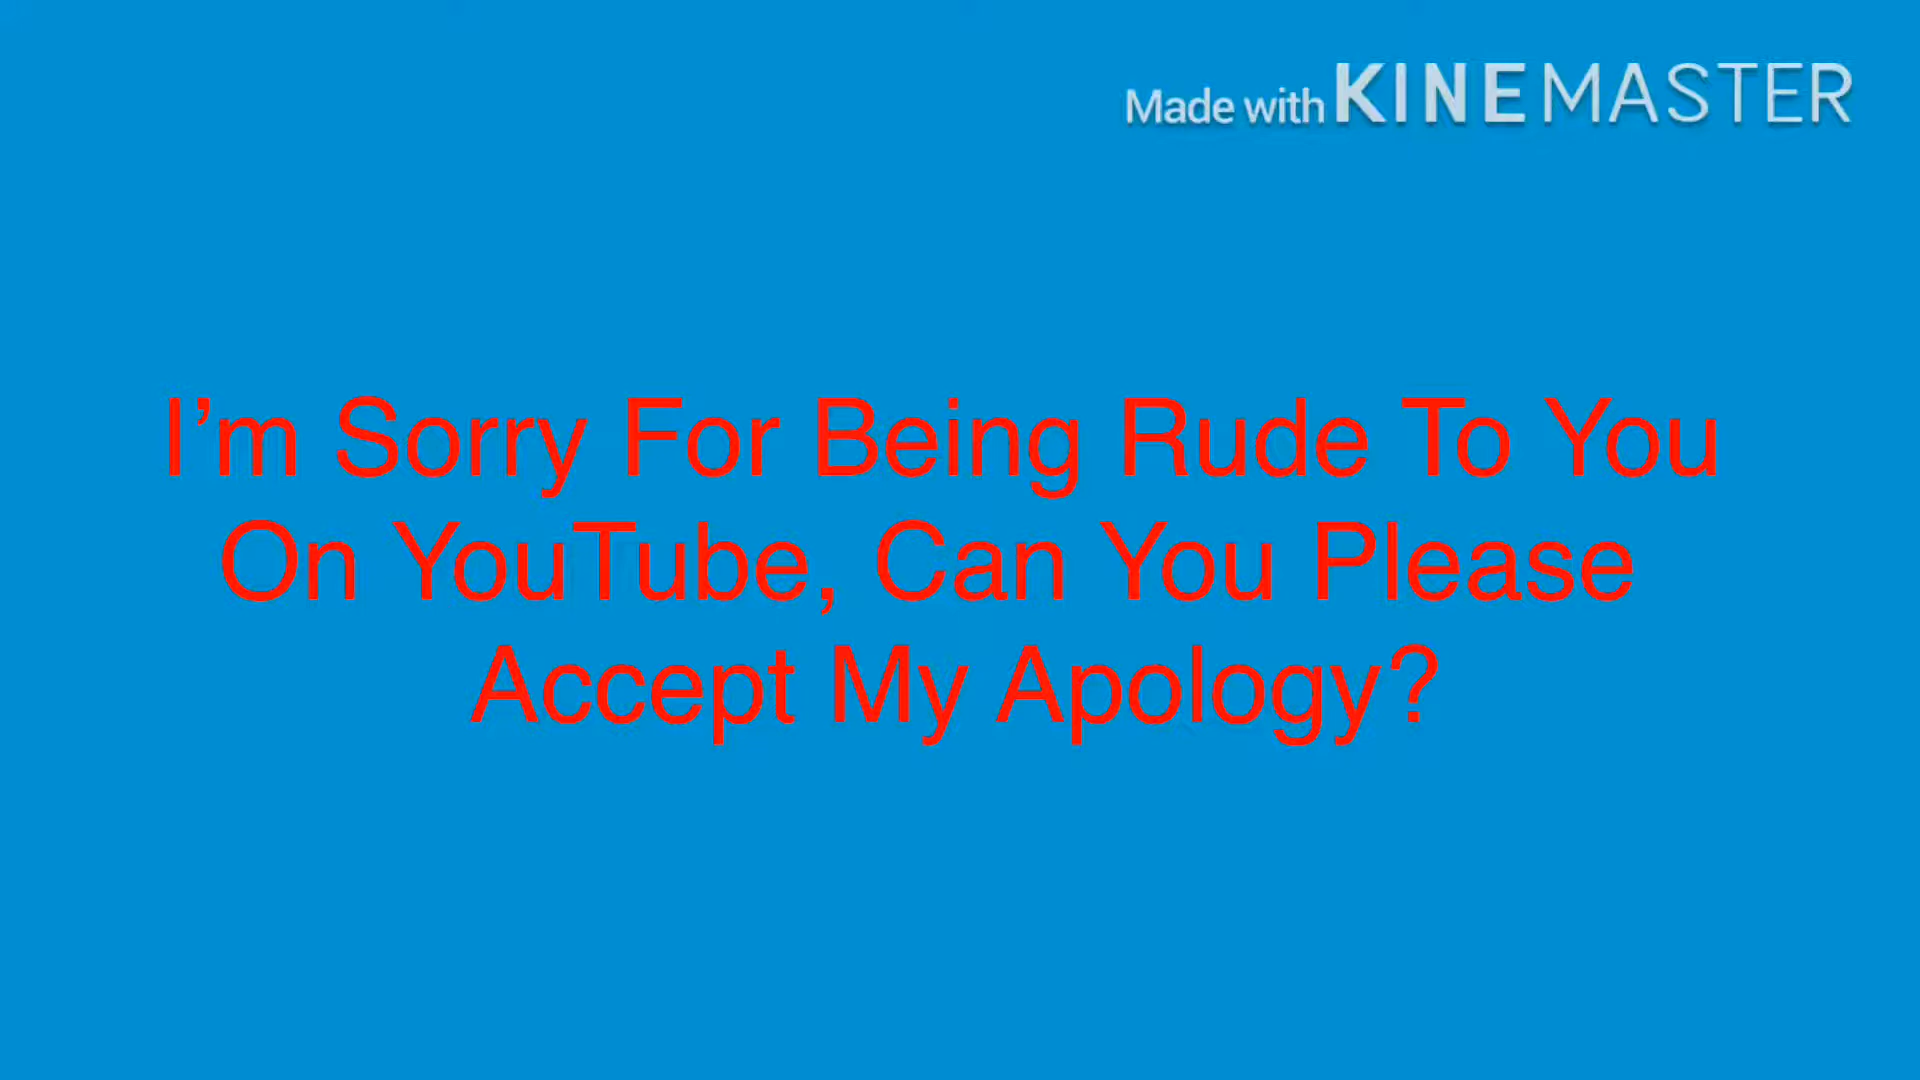 Made with KINEMASTER
I’m Sorry For Being Rude To You
On YouTube, Can You Please
Accept My Apology?